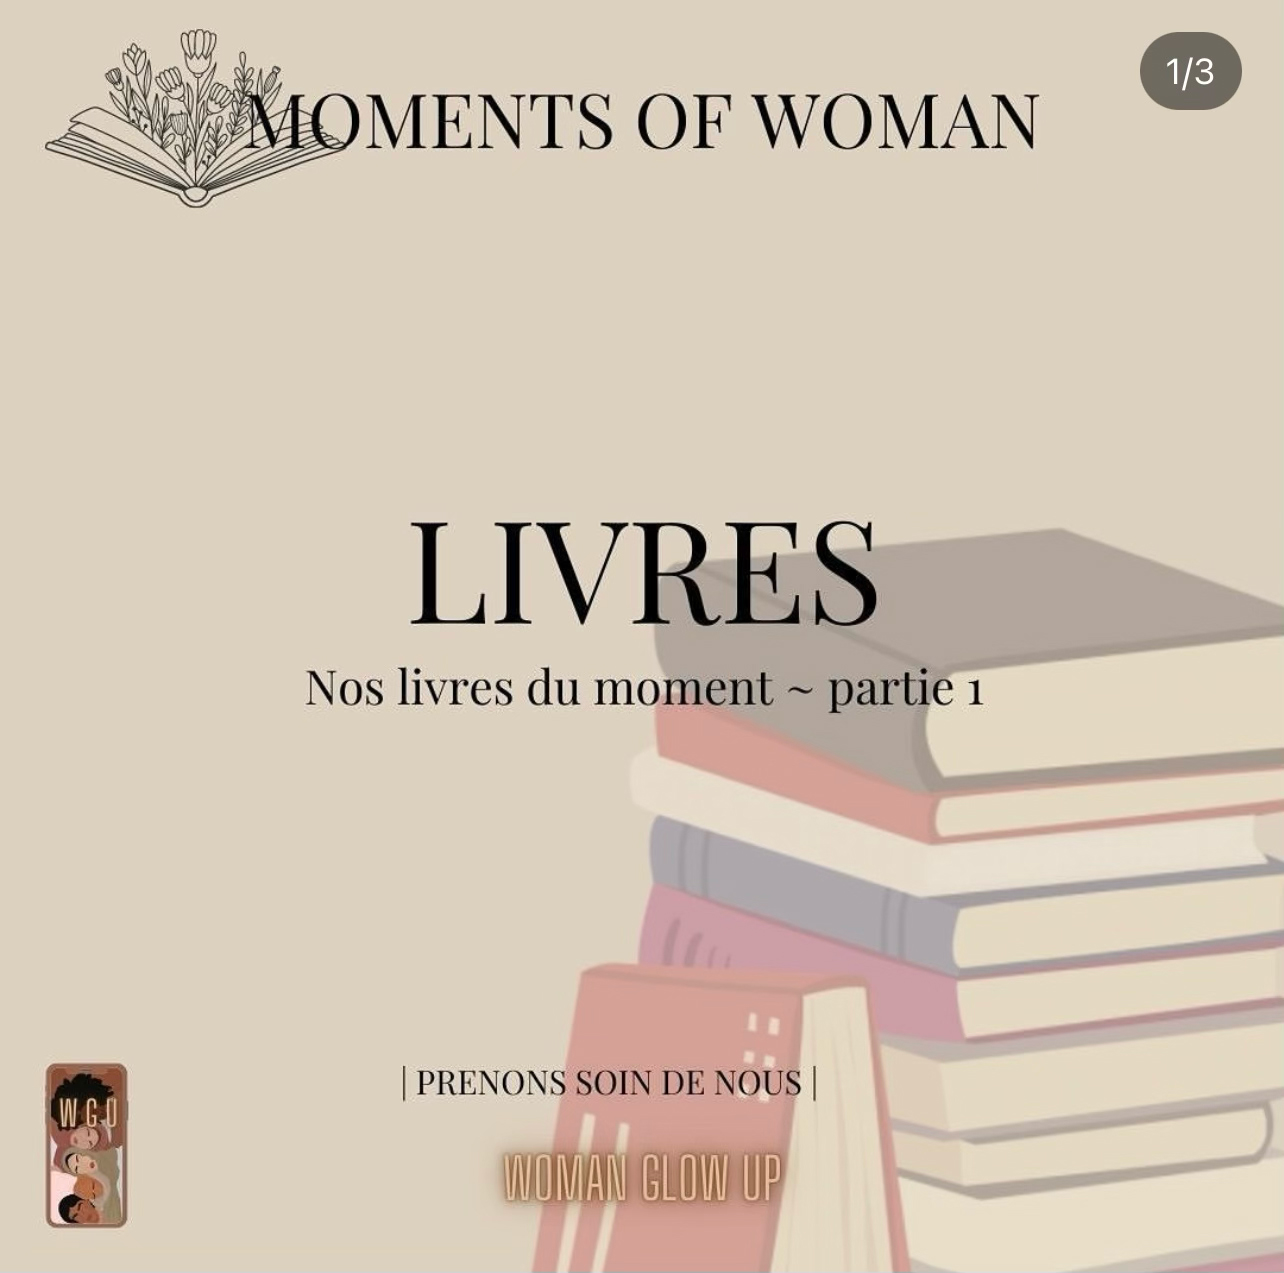 1/3
MOMENTS OF WOMAN
LIVRES
Nos livres du moment ~ partie 1
| PRENONS SOIN DE NOUS |
W G U
WOMAN GLOW UP